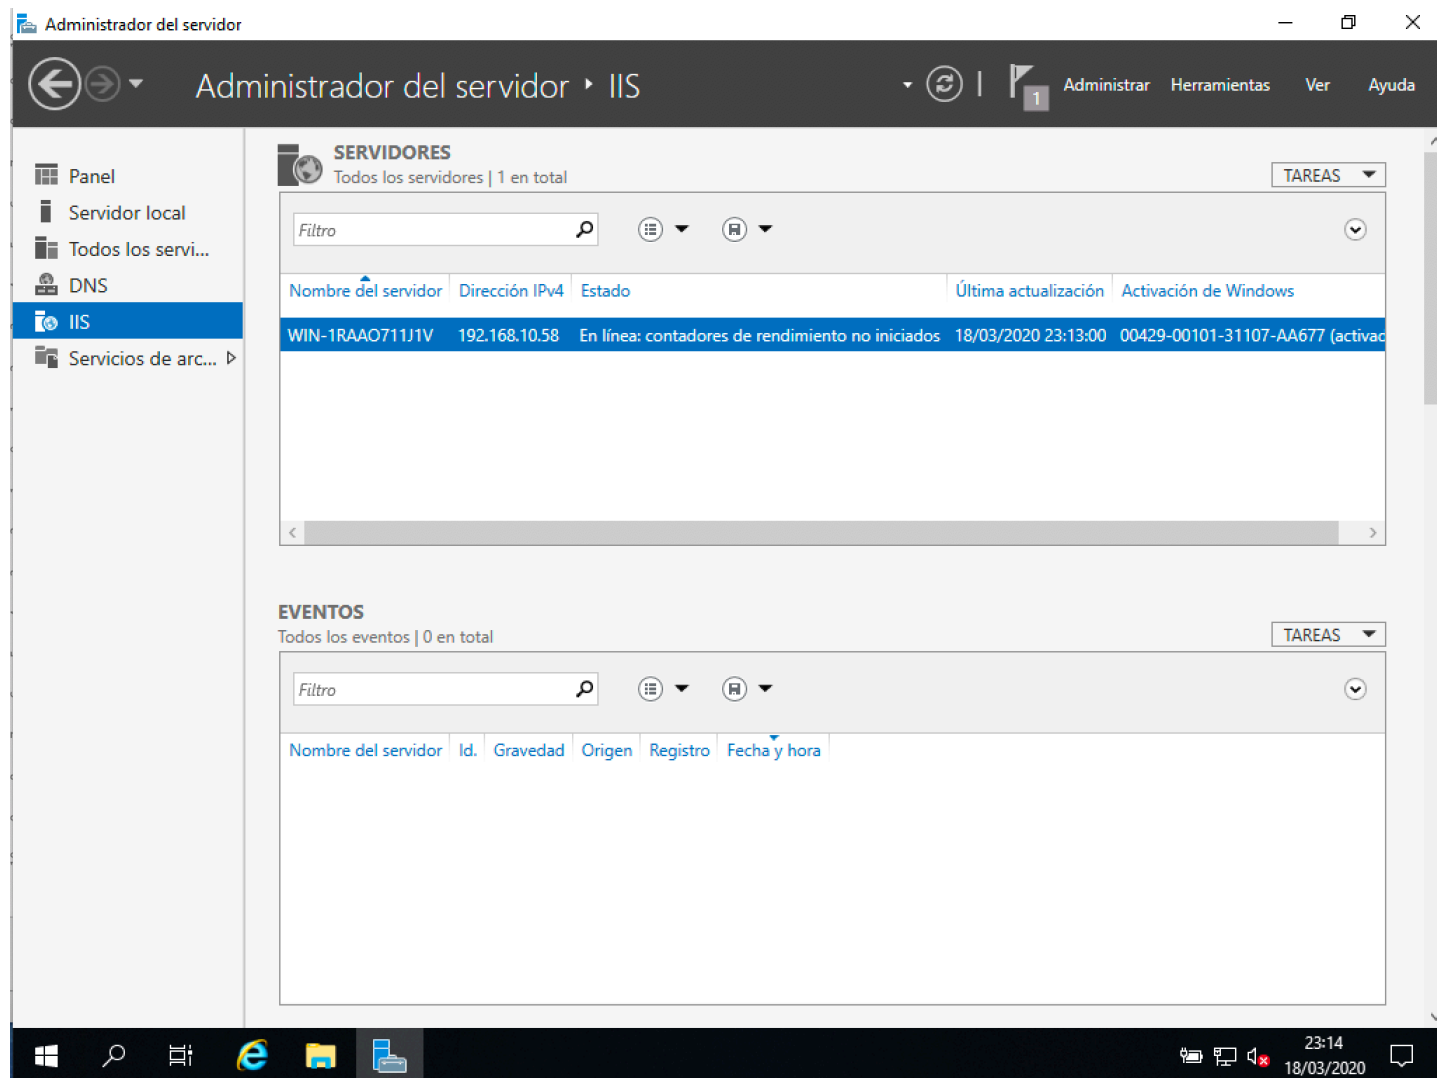 Administrador del servidor
Administrador del servidor ‣ IIS
1
Administrar Herramientas Ver Ayuda
Panel
Servidor local
Todos los servi...
DNS
IIS
Servicios de arc...
SERVIDORES
Todos los servidores | 1 en total
TAREAS
Filtro
Nombre del servidor Dirección IPv4 Estado Última actualización Activación de Windows
WIN-1RAAO711J1V 192.168.10.58 En línea: contadores de rendimiento no iniciados 18/03/2020 23:13:00 00429-00101-31107-AA677 (activad
EVENTOS
Todos los eventos | 0 en total
TAREAS
Filtro
Nombre del servidor Id. Gravedad Origen Registro Fecha y hora
23:14
18/03/2020